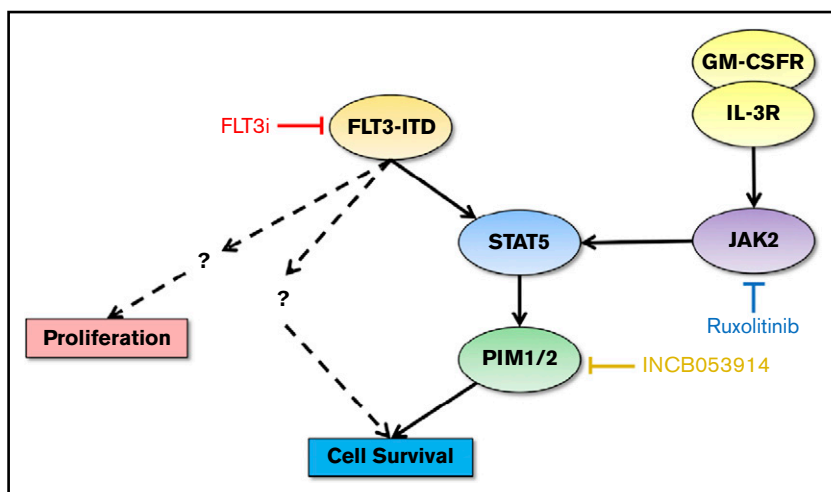 GM-CSFR
IL-3R
FLT3i
FLT3-ITD
STAT5
JAK2
?
?
Ruxolitinib
Proliferation
PIM1/2
INCB053914
Cell Survival